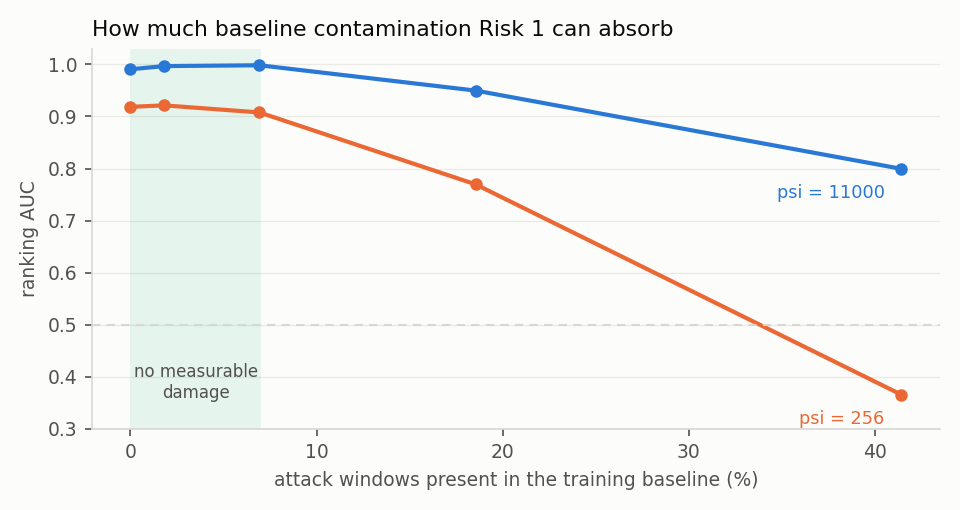 How much baseline contamination Risk 1 can absorb
1.0
0.9
0.8
0.7
0.6
0.5
0.4
0.3
ranking AUC
psi = 11000
no measurable
damage
psi = 256
0
10
20
30
40
attack windows present in the training baseline (%)